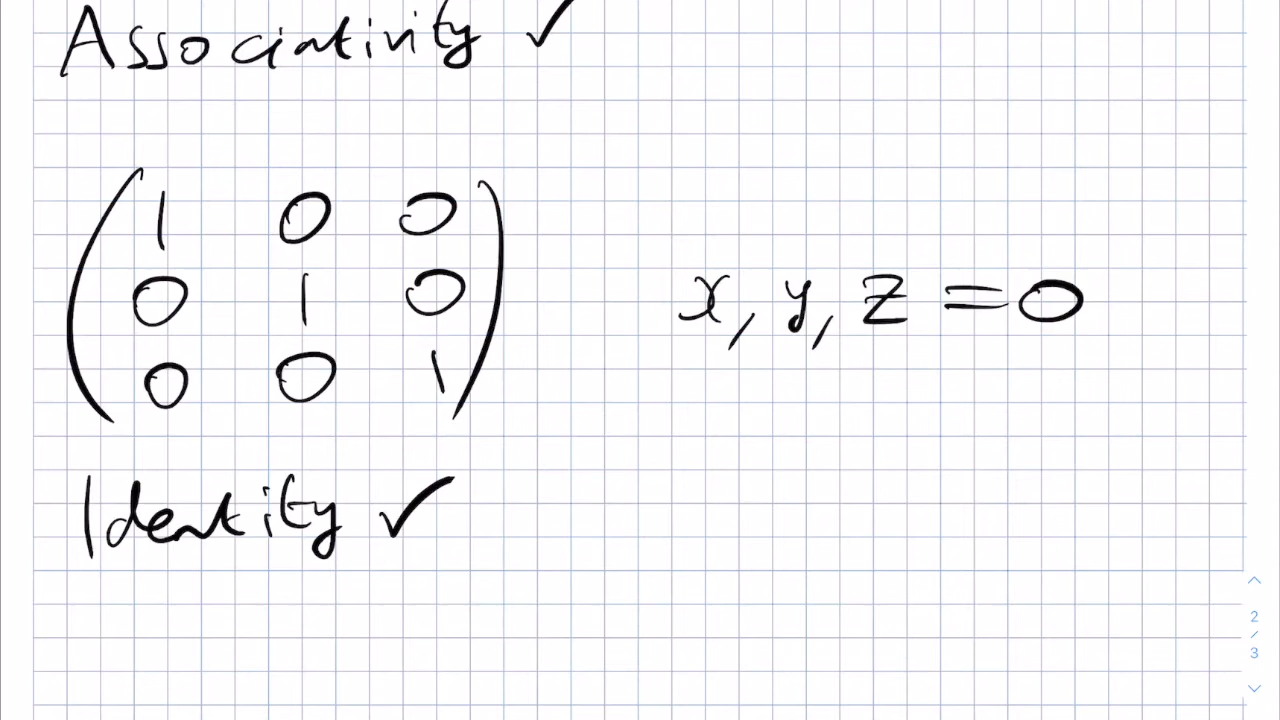 Associativity ✓
( 1 0 0 )
( 0 1 0 ) x, y, z = 0
( 0 0 1 )
Identity ✓
2
/
3